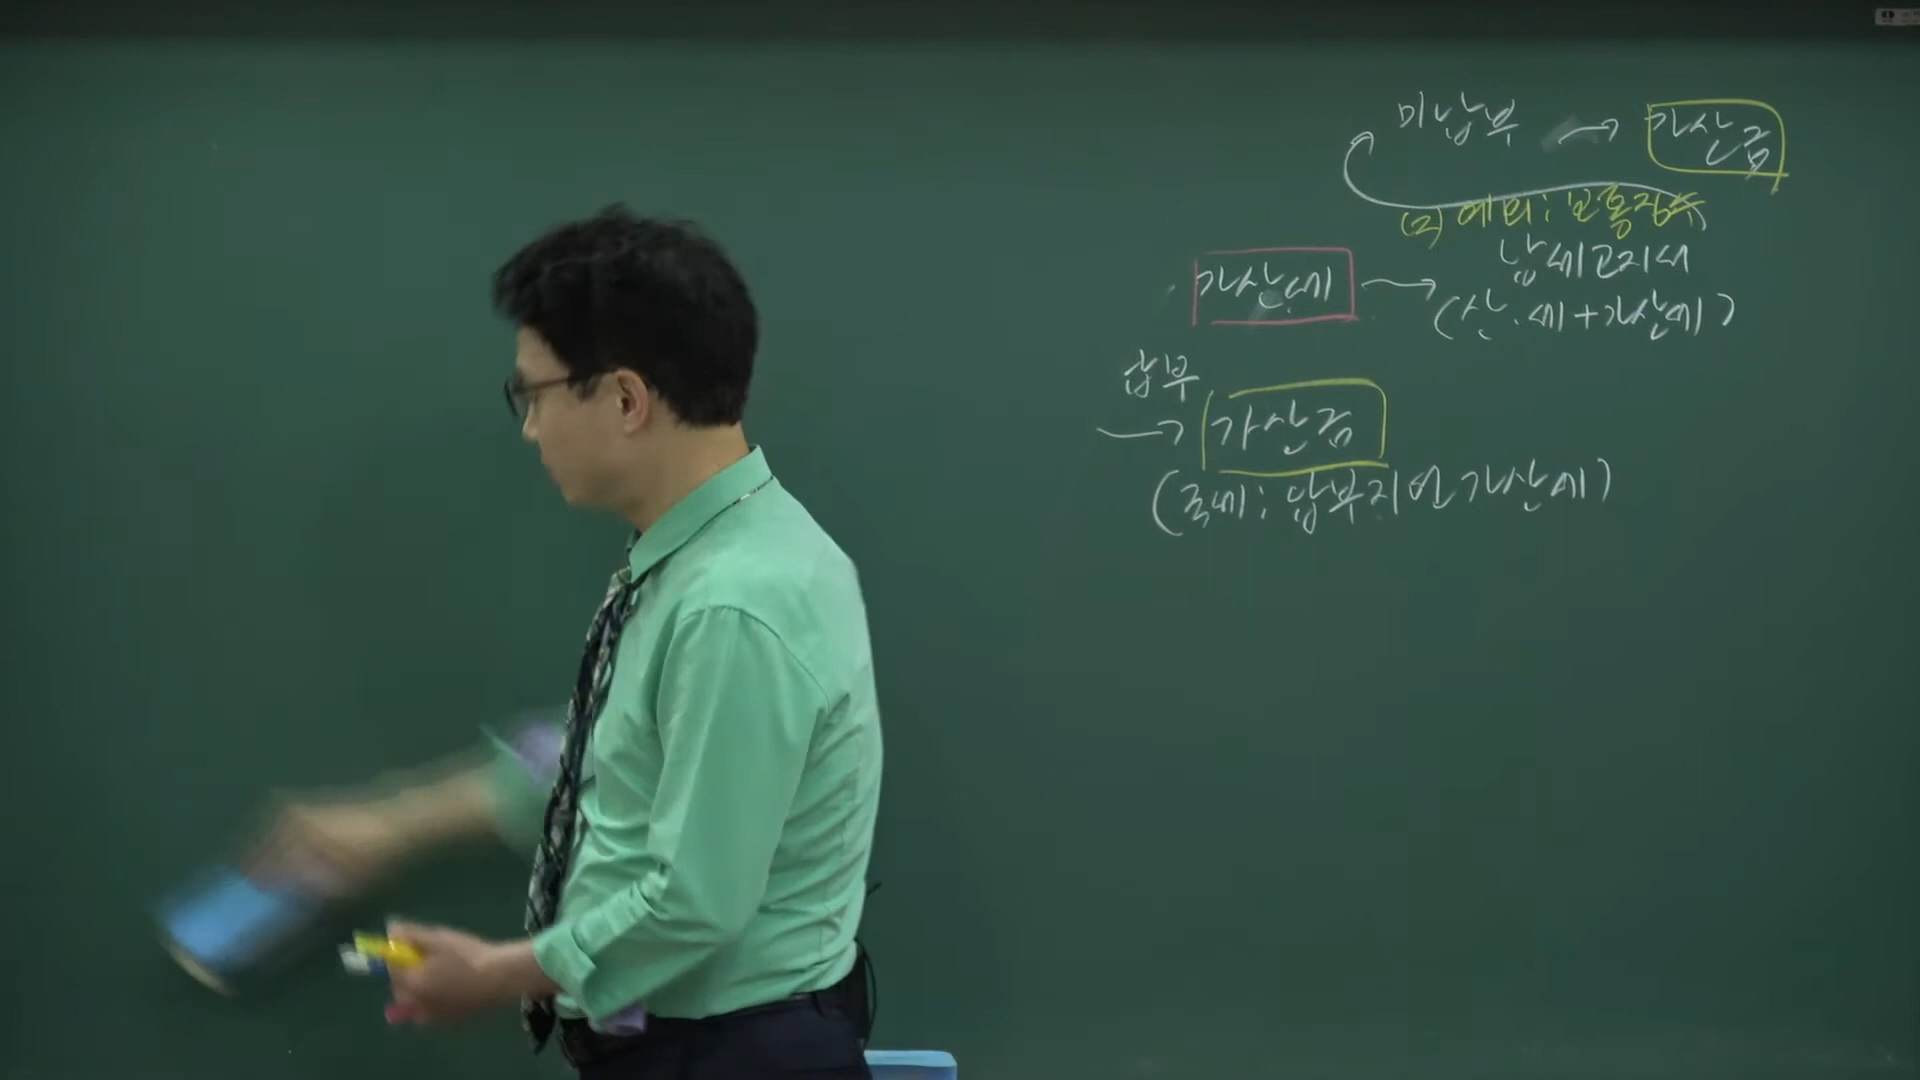 미납부 → 가산금
(2) 예외 : 보통징수
납세고지서
가산세 → (산.세+가산세)
납부
→ 가산금
(국세 : 납부지연가산세)